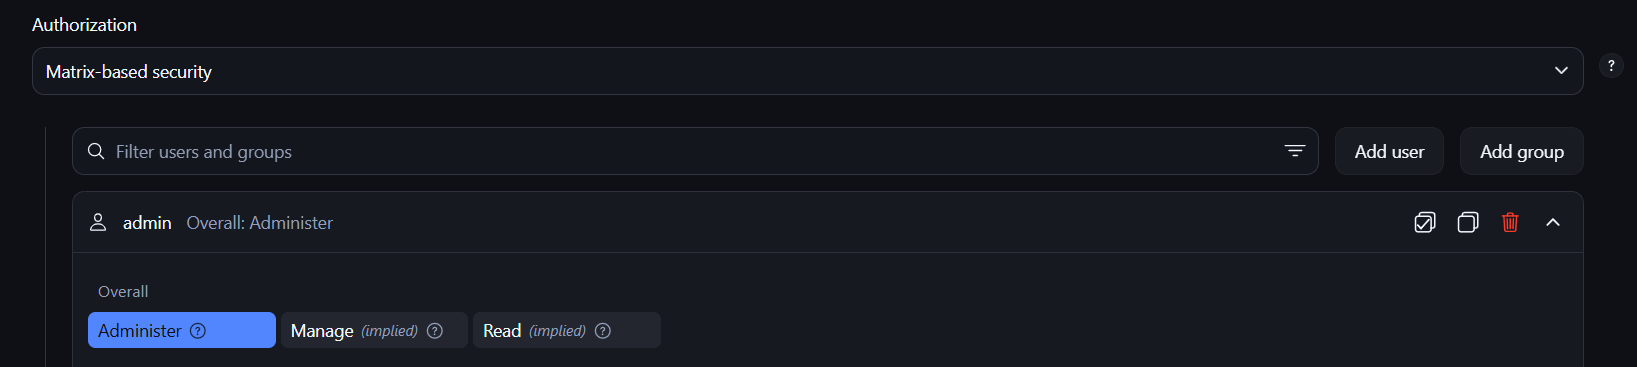 Authorization
Matrix-based security
?
Filter users and groups
Add user
Add group
admin Overall: Administer
Overall
Administer ? Manage (implied) ? Read (implied) ?